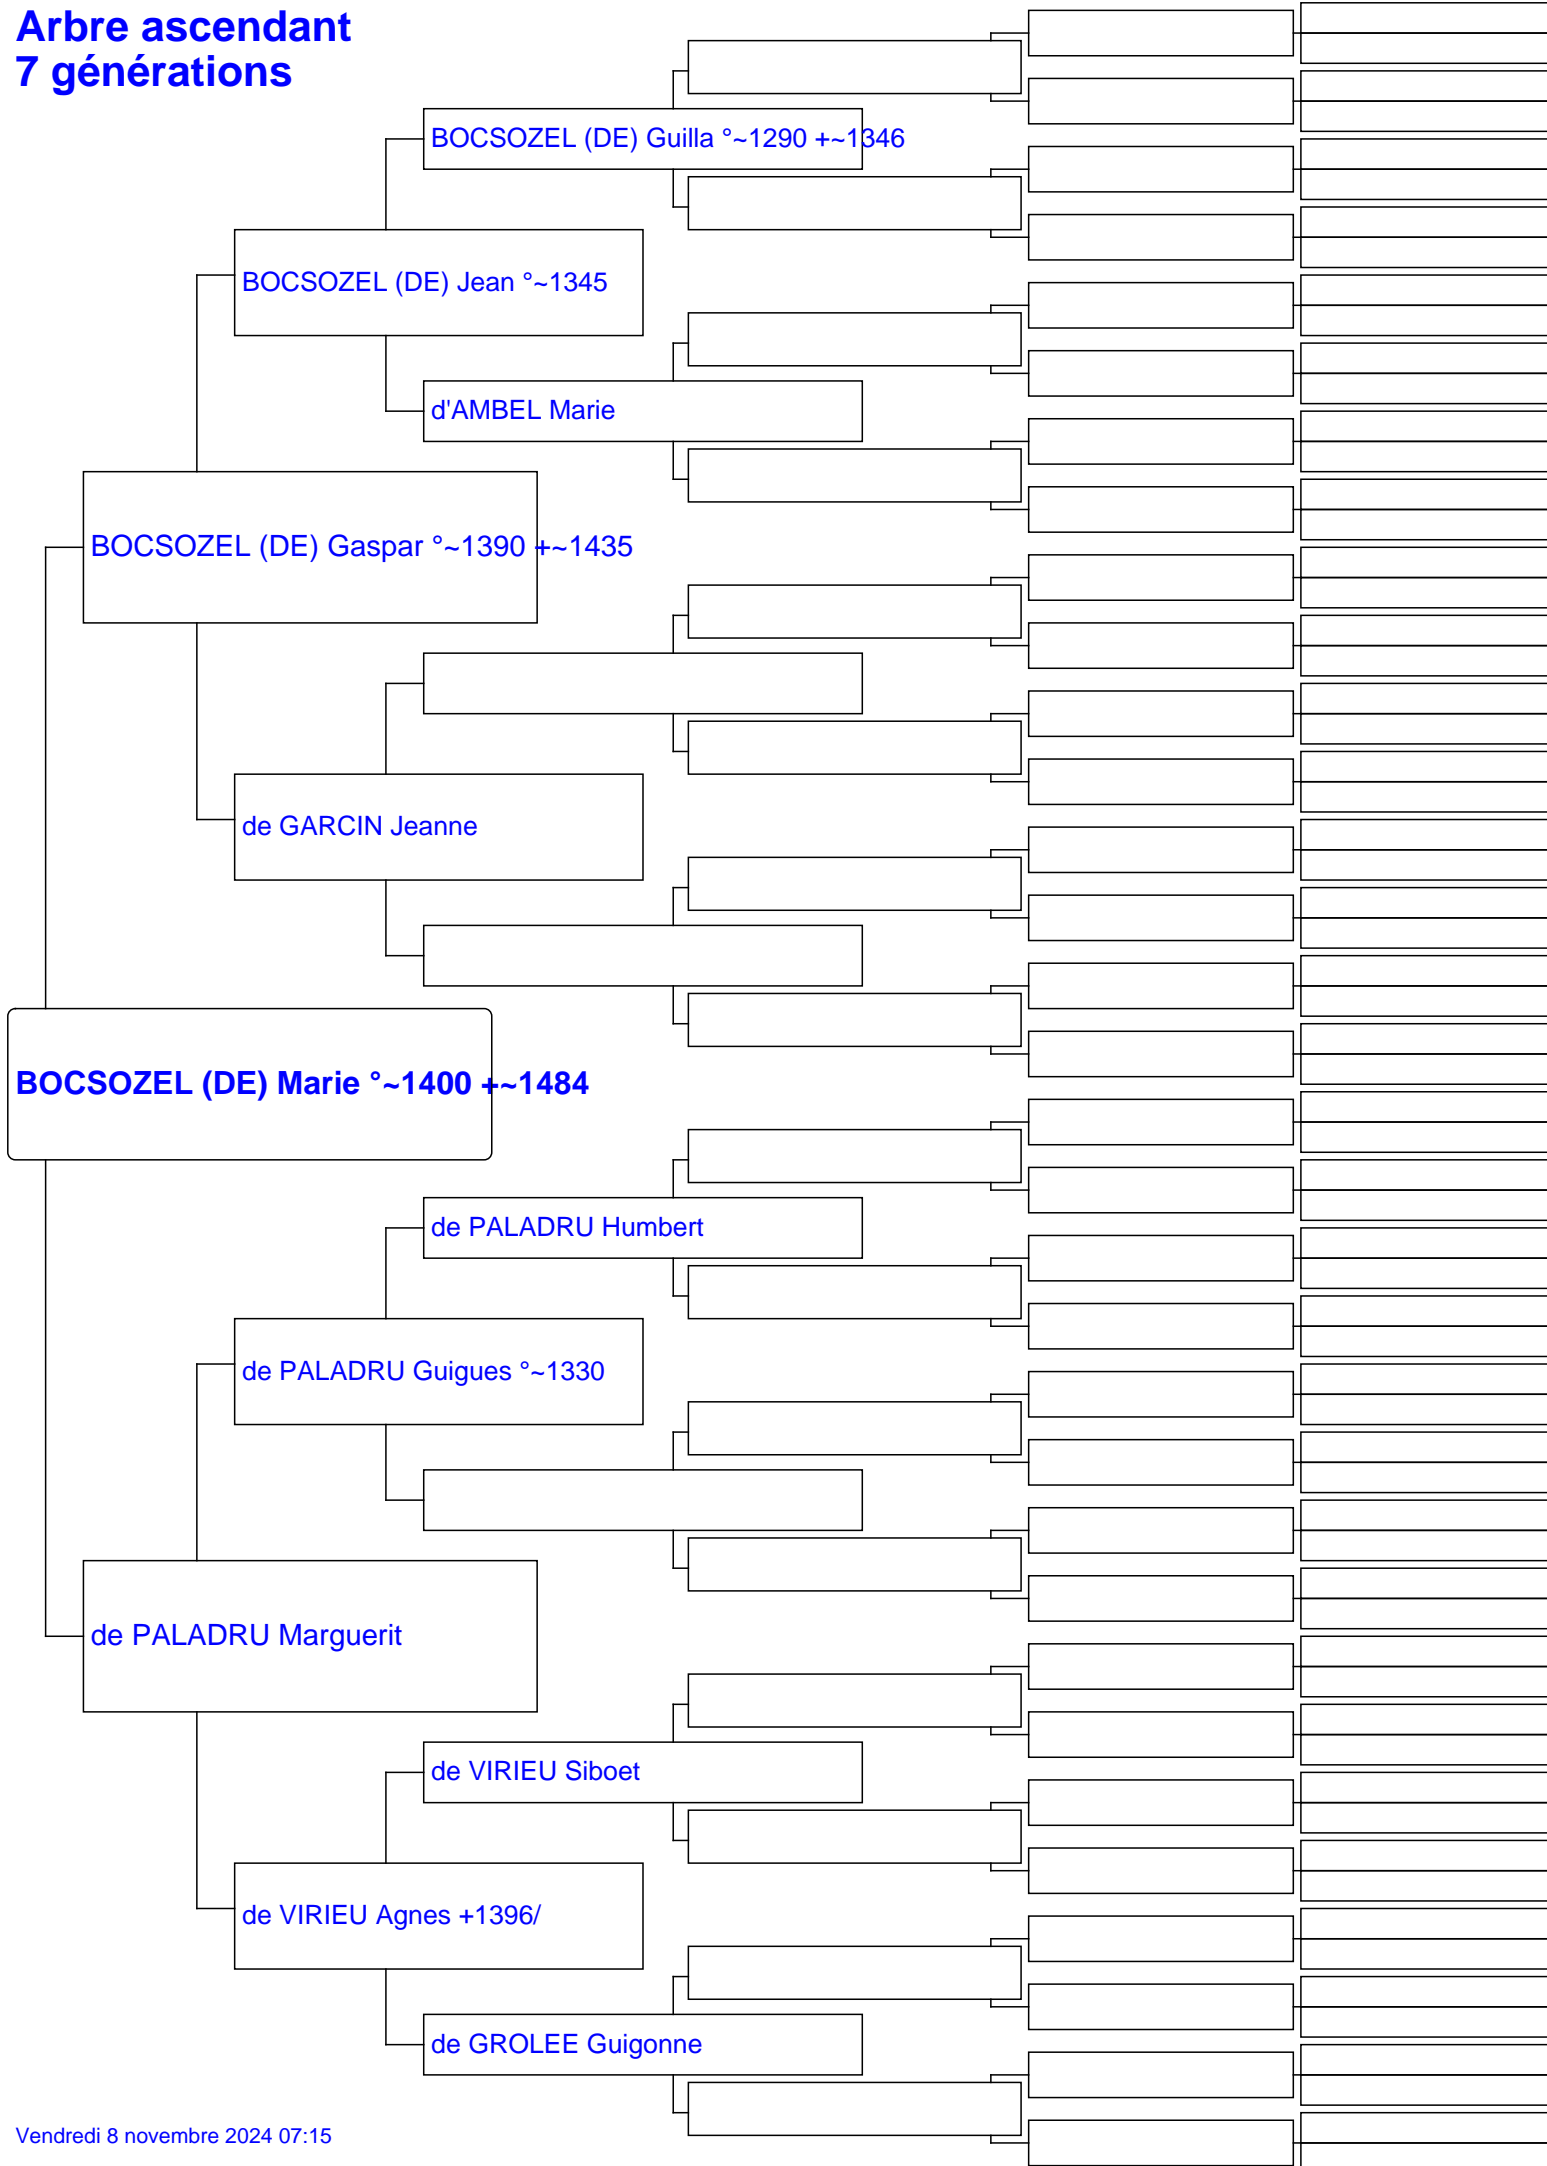 Arbre ascendant
7 générations
BOCSOZEL (DE) Guilla °~1290 +~1346
BOCSOZEL (DE) Jean °~1345
d'AMBEL Marie
BOCSOZEL (DE) Gaspar °~1390 +~1435
de GARCIN Jeanne
BOCSOZEL (DE) Marie °~1400 +~1484
de PALADRU Humbert
de PALADRU Guigues °~1330
de PALADRU Marguerit
de VIRIEU Siboet
de VIRIEU Agnes +1396/
de GROLEE Guigonne
Vendredi 8 novembre 2024 07:15